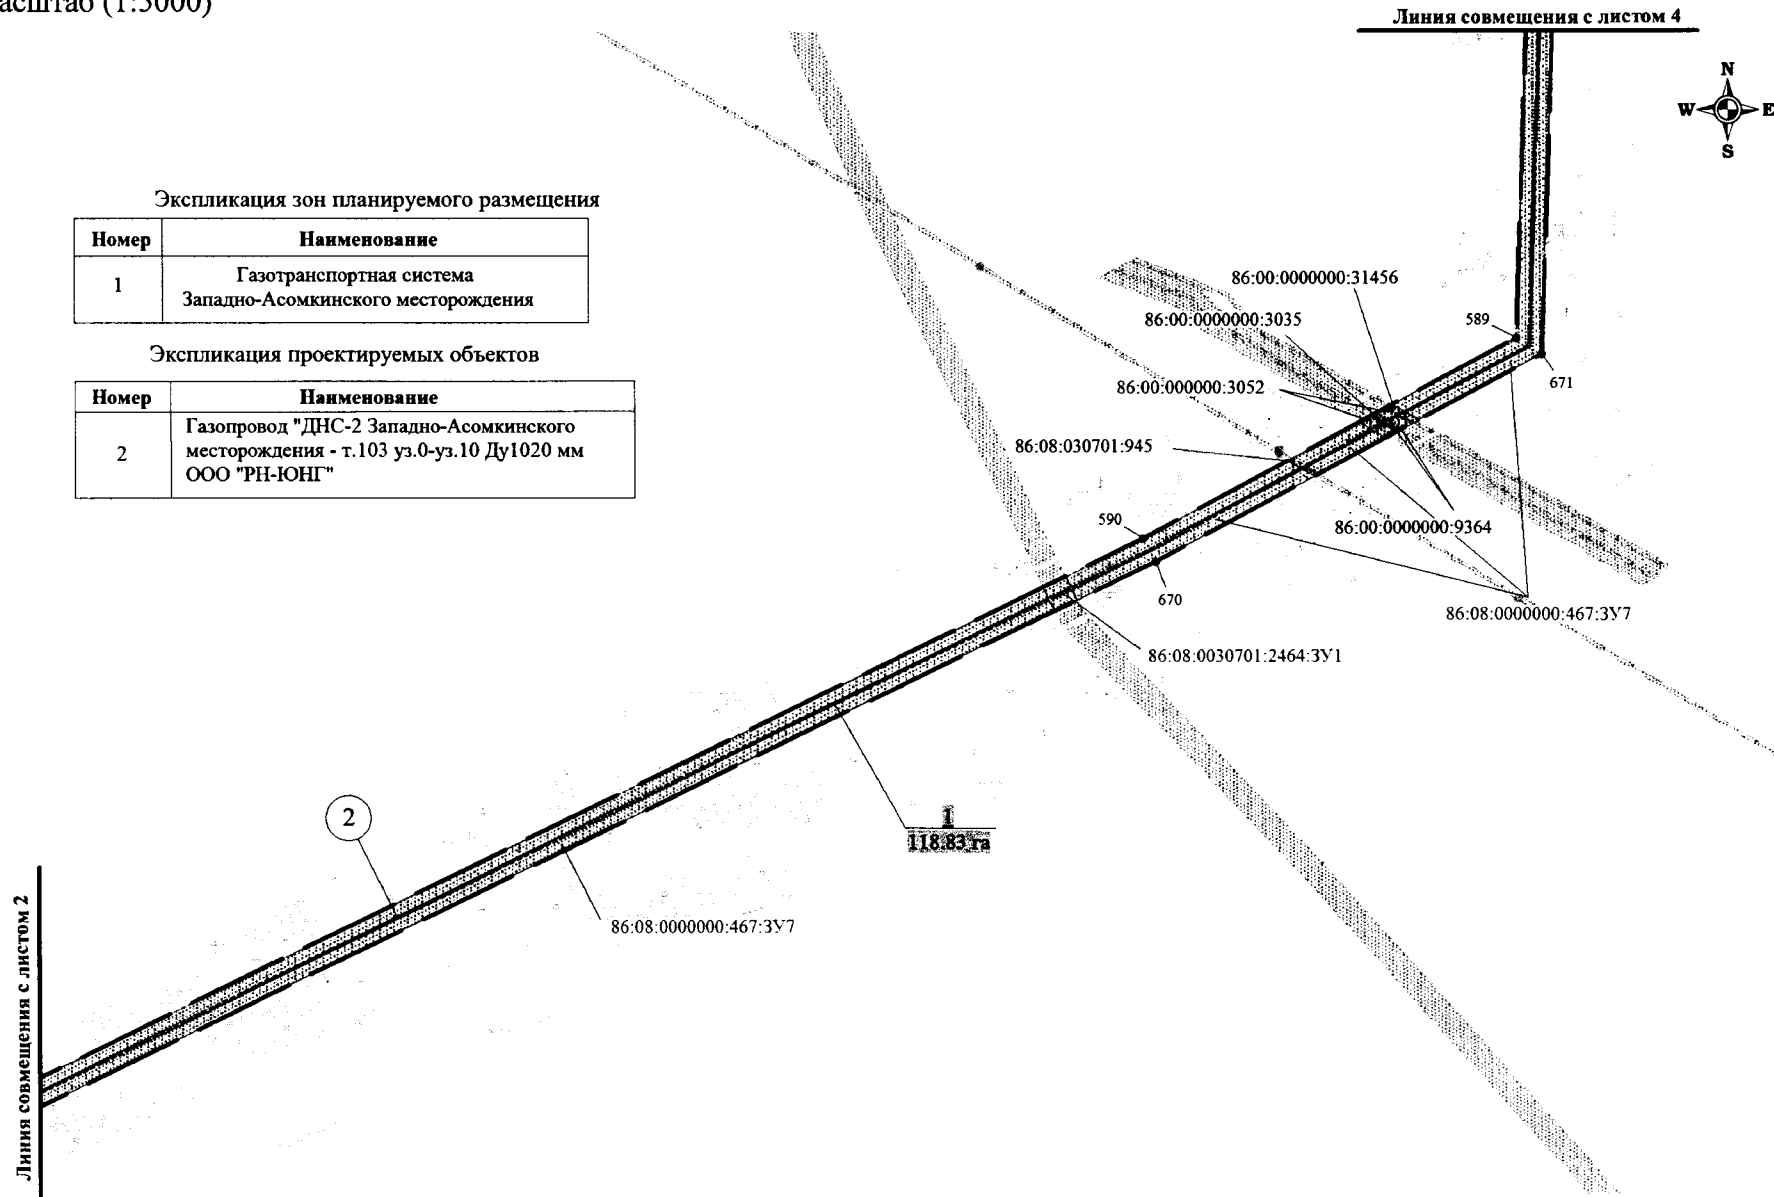 асштаб (1:5000)
Линия совмещения с листом 4
N
W E
S
Экспликация зон планируемого размещения
Номер Наименование
1 Газотранспортная система
Западно-Асомкинского месторождения
Экспликация проектируемых объектов
Номер Наименование
2 Газопровод "ДНС-2 Западно-Асомкинского
месторождения - т.103 уз.0-уз.10 Ду1020 мм
ООО "РН-ЮНГ"
86:00:0000000:31456
86:00:0000000:3035
589
86:00:000000:3052
671
86:08:030701:945
590
86:00:0000000:9364
670
86:08:0000000:467:ЗУ7
86:08:0030701:2464:ЗУ1
2
1
118.83 га
86:08:0000000:467:ЗУ7
Линия совмещения с листом 2